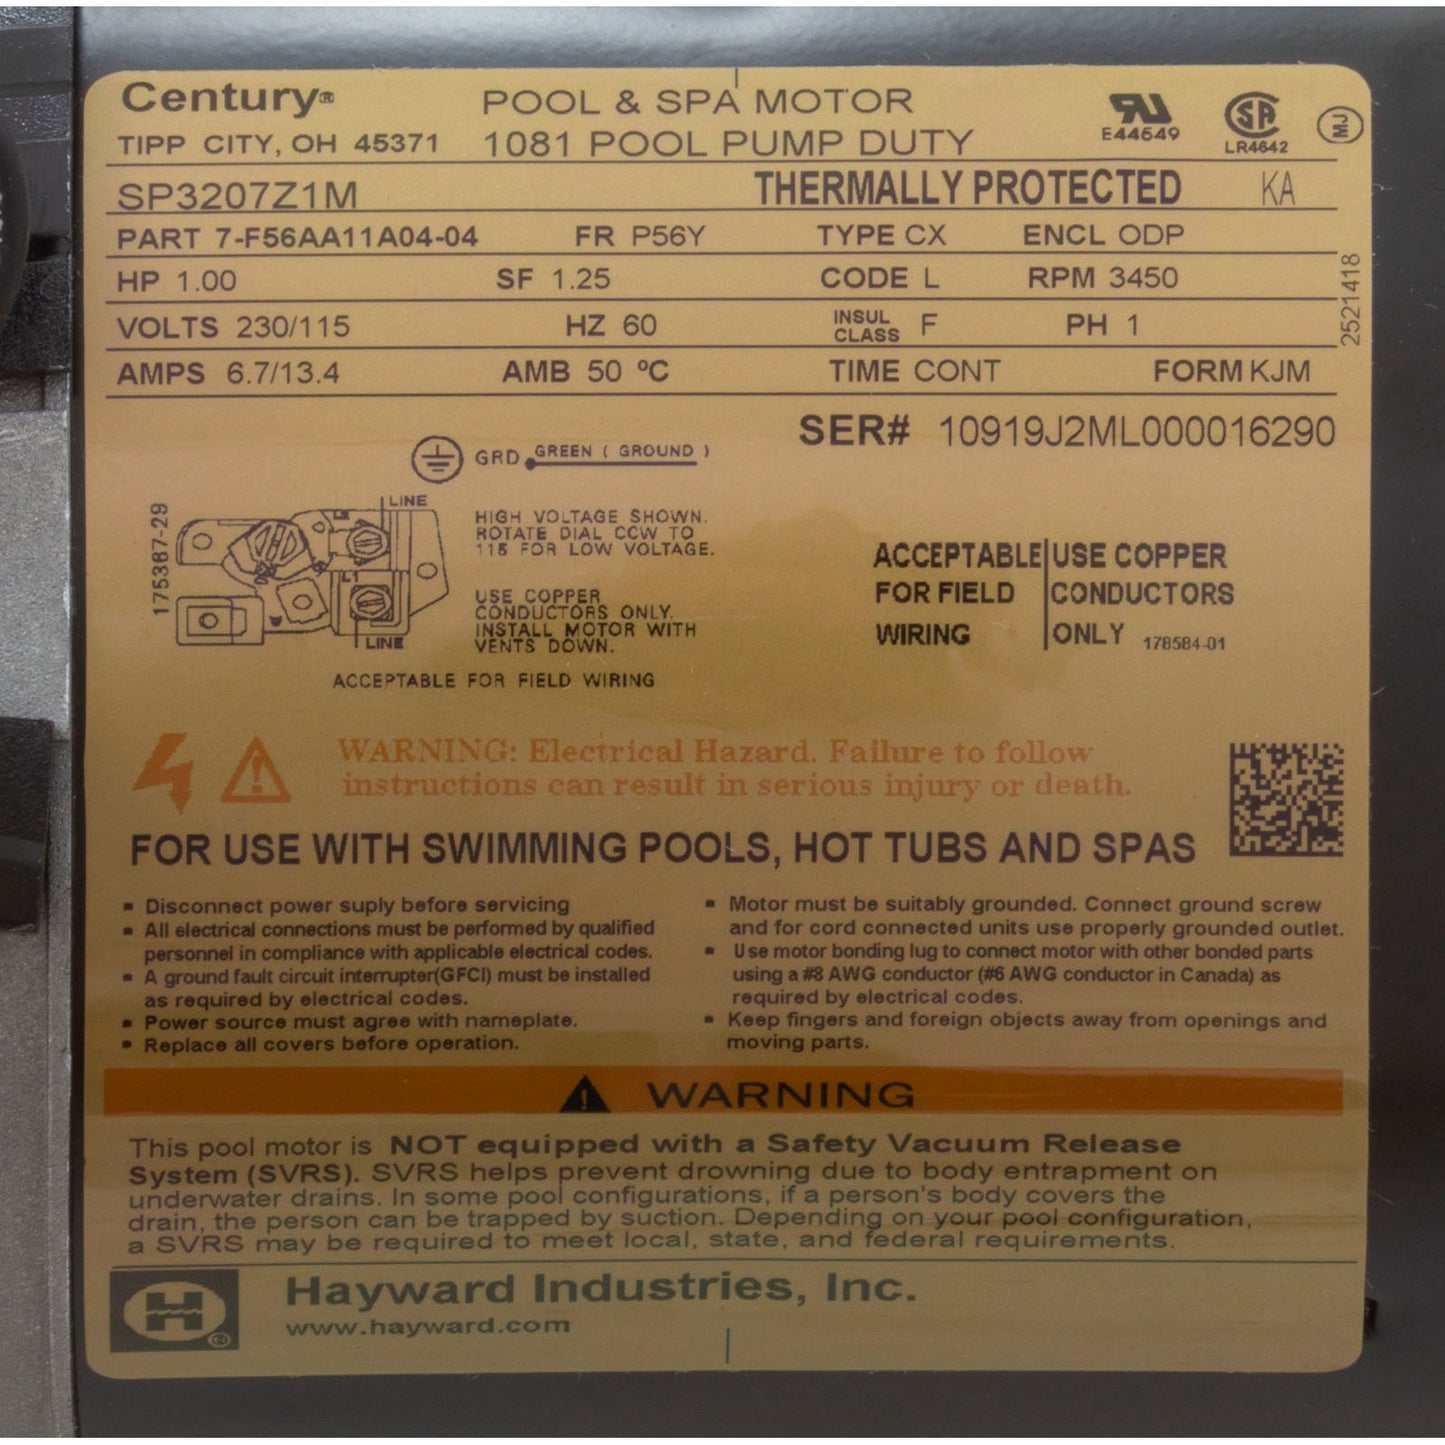 Century®
POOL & SPA MOTOR
TIPP CITY, OH 45371
1081 POOL PUMP DUTY
E44649
LR4642
MJ
SP3207Z1M THERMALLY PROTECTED KA
PART 7-F56AA11A04-04 FR P56Y TYPE CX ENCL ODP
HP 1.00 SF 1.25 CODE L RPM 3450
VOLTS 230/115 HZ 60 INSUL CLASS F PH 1
AMPS 6.7/13.4 AMB 50 ºC TIME CONT FORM KJM
2521418
SER# 10919J2ML000016290
GRD GREEN ( GROUND )
175387-29
LINE
L1
LINE
HIGH VOLTAGE SHOWN.
ROTATE DIAL CCW TO
115 FOR LOW VOLTAGE.
USE COPPER
CONDUCTORS ONLY.
INSTALL MOTOR WITH
VENTS DOWN.
ACCEPTABLE FOR FIELD WIRING
ACCEPTABLE
FOR FIELD
WIRING
USE COPPER
CONDUCTORS
ONLY 178584-01
WARNING: Electrical Hazard. Failure to follow
instructions can result in serious injury or death.
FOR USE WITH SWIMMING POOLS, HOT TUBS AND SPAS
▪ Disconnect power suply before servicing
▪ All electrical connections must be performed by qualified
personnel in compliance with applicable electrical codes.
▪ A ground fault circuit interrupter(GFCI) must be installed
as required by electrical codes.
▪ Power source must agree with nameplate.
▪ Replace all covers before operation.
▪ Motor must be suitably grounded. Connect ground screw
and for cord connected units use properly grounded outlet.
▪ Use motor bonding lug to connect motor with other bonded parts
using a #8 AWG conductor (#6 AWG conductor in Canada) as
required by electrical codes.
▪ Keep fingers and foreign objects away from openings and
moving parts.
WARNING
This pool motor is NOT equipped with a Safety Vacuum Release
System (SVRS). SVRS helps prevent drowning due to body entrapment on
underwater drains. In some pool configurations, if a person's body covers the
drain, the person can be trapped by suction. Depending on your pool configuration,
a SVRS may be required to meet local, state, and federal requirements.
H®
Hayward Industries, Inc.
www.hayward.com